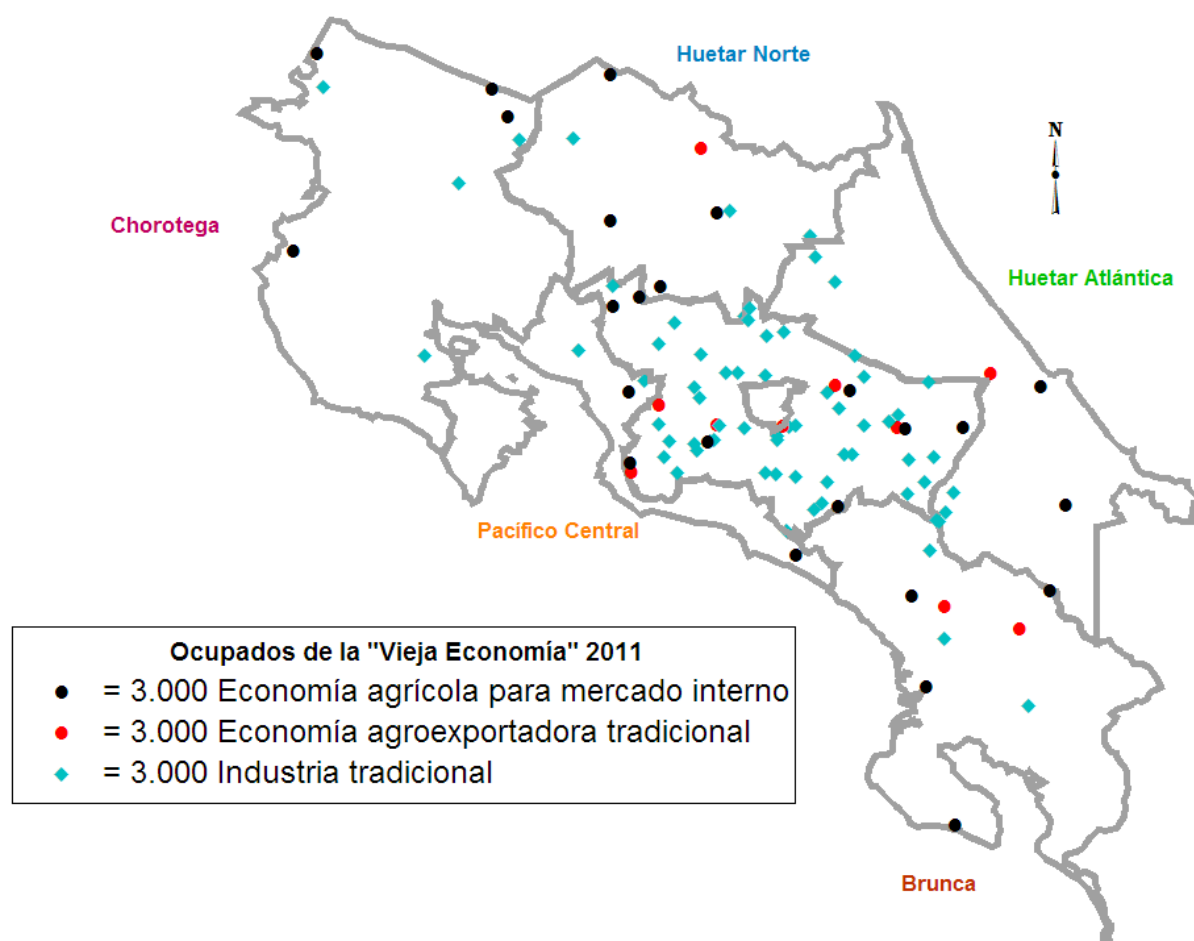 Huetar Norte
N
Chorotega
Huetar Atlántica
Pacífico Central
Ocupados de la "Vieja Economía" 2011
= 3.000 Economía agrícola para mercado interno
= 3.000 Economía agroexportadora tradicional
= 3.000 Industria tradicional
Brunca